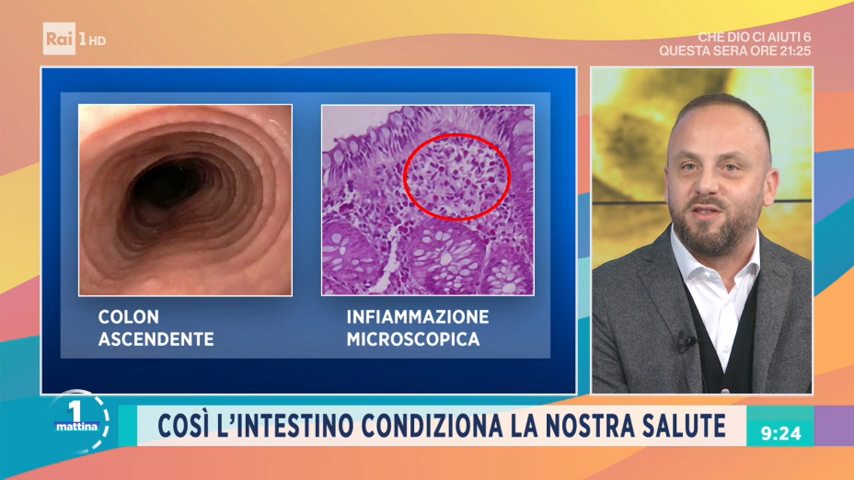 Rai 1 HD
CHE DIO CI AIUTI 6
QUESTA SERA ORE 21:25
COLON
ASCENDENTE
INFIAMMAZIONE
MICROSCOPICA
1
mattina
COSÌ L'INTESTINO CONDIZIONA LA NOSTRA SALUTE
9:24